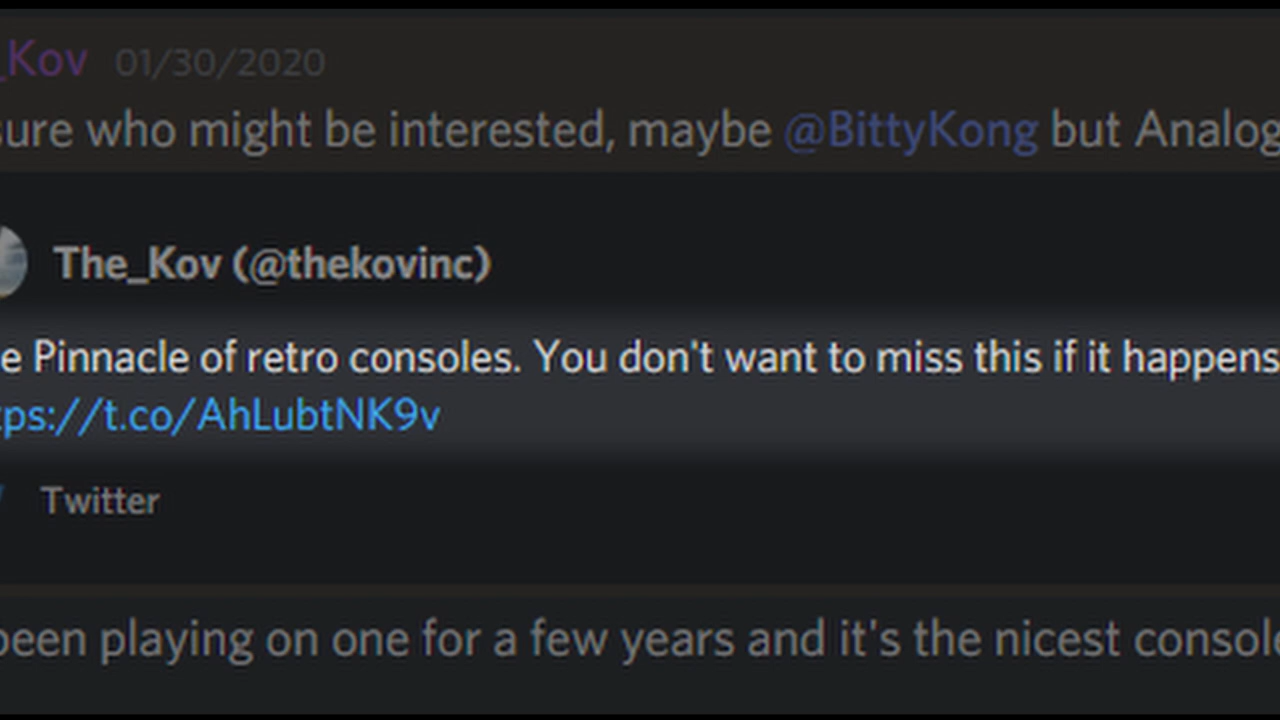 _Kov 01/30/2020
sure who might be interested, maybe @BittyKong but Analog
The_Kov (@thekovinc)
e Pinnacle of retro consoles. You don't want to miss this if it happens
tps://t.co/AhLubtNK9v
Twitter
been playing on one for a few years and it's the nicest console